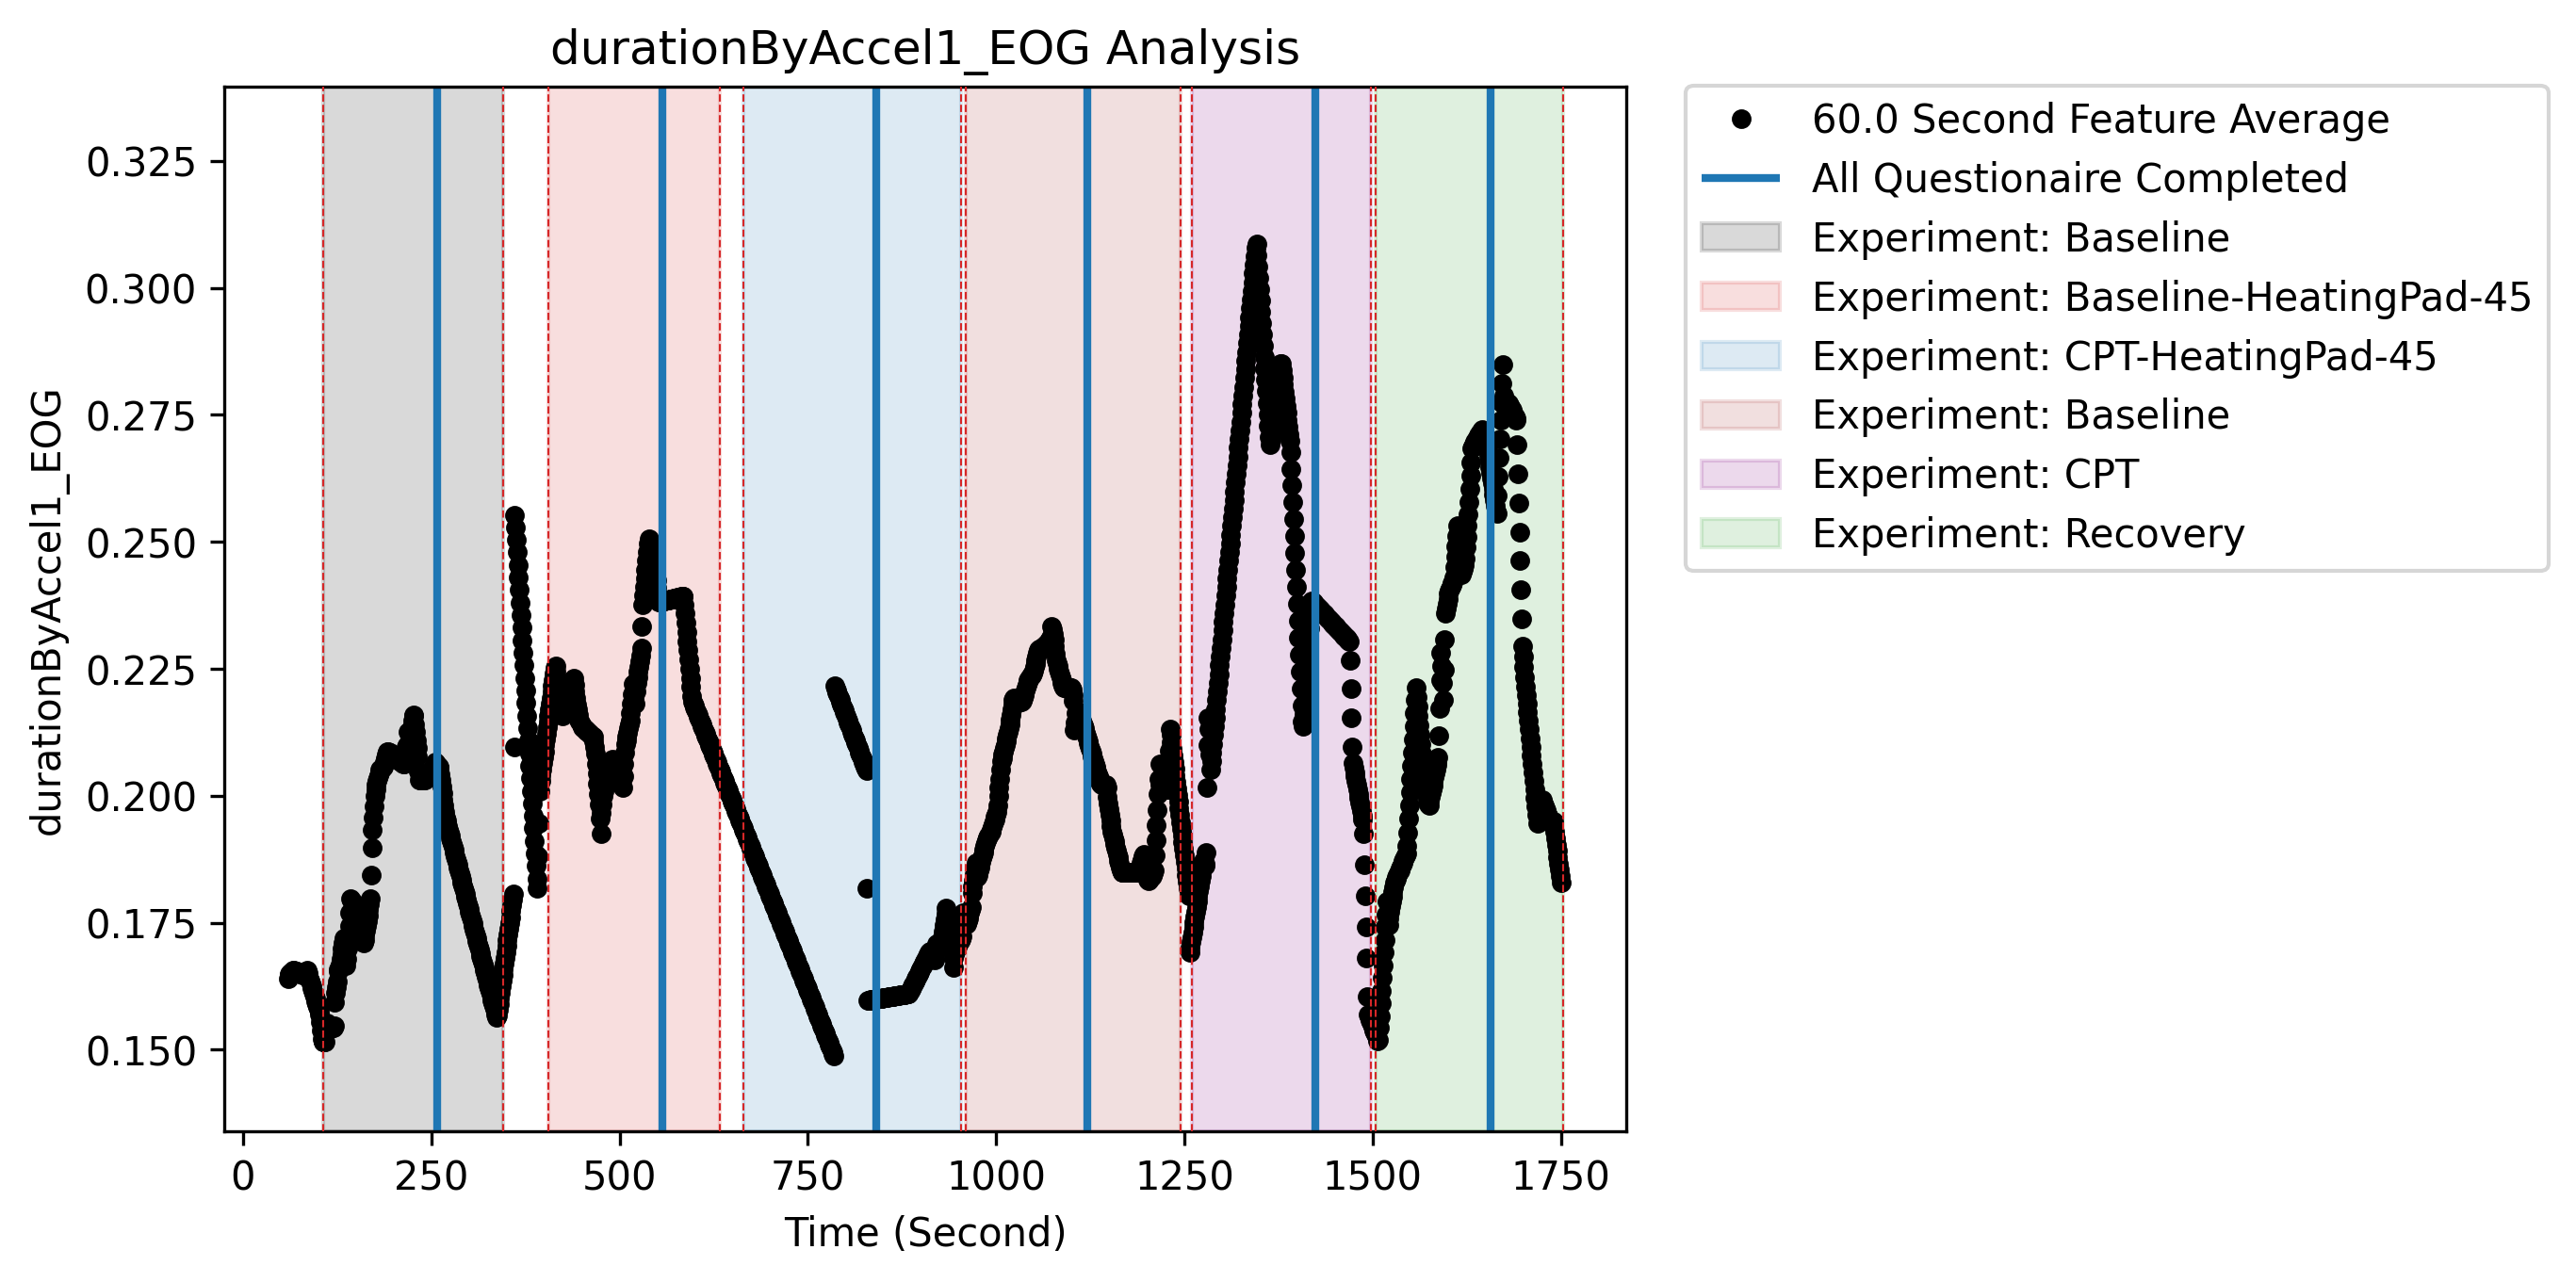 durationByAccel1_EOG Analysis
0.325
0.300
0.275
0.250
0.225
0.200
0.175
0.150
durationByAccel1_EOG
0 250 500 750 1000 1250 1500 1750
Time (Second)
60.0 Second Feature Average
All Questionaire Completed
Experiment: Baseline
Experiment: Baseline-HeatingPad-45
Experiment: CPT-HeatingPad-45
Experiment: Baseline
Experiment: CPT
Experiment: Recovery